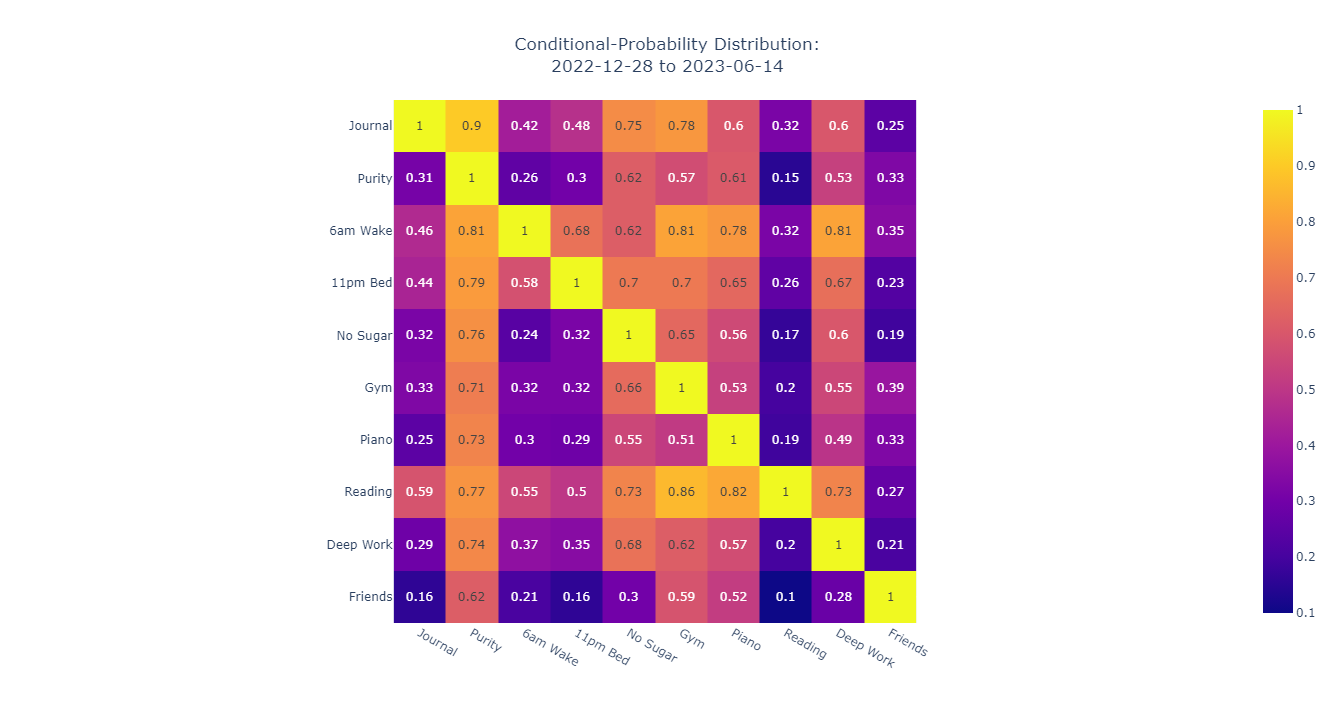 Conditional-Probability Distribution:
2022-12-28 to 2023-06-14
Journal 1 0.9 0.42 0.48 0.75 0.78 0.6 0.32 0.6 0.25
Purity 0.31 1 0.26 0.3 0.62 0.57 0.61 0.15 0.53 0.33
6am Wake 0.46 0.81 1 0.68 0.62 0.81 0.78 0.32 0.81 0.35
11pm Bed 0.44 0.79 0.58 1 0.7 0.7 0.65 0.26 0.67 0.23
No Sugar 0.32 0.76 0.24 0.32 1 0.65 0.56 0.17 0.6 0.19
Gym 0.33 0.71 0.32 0.32 0.66 1 0.53 0.2 0.55 0.39
Piano 0.25 0.73 0.3 0.29 0.55 0.51 1 0.19 0.49 0.33
Reading 0.59 0.77 0.55 0.5 0.73 0.86 0.82 1 0.73 0.27
Deep Work 0.29 0.74 0.37 0.35 0.68 0.62 0.57 0.2 1 0.21
Friends 0.16 0.62 0.21 0.16 0.3 0.59 0.52 0.1 0.28 1
Journal Purity 6am Wake 11pm Bed No Sugar Gym Piano Reading Deep Work Friends
1
0.9
0.8
0.7
0.6
0.5
0.4
0.3
0.2
0.1